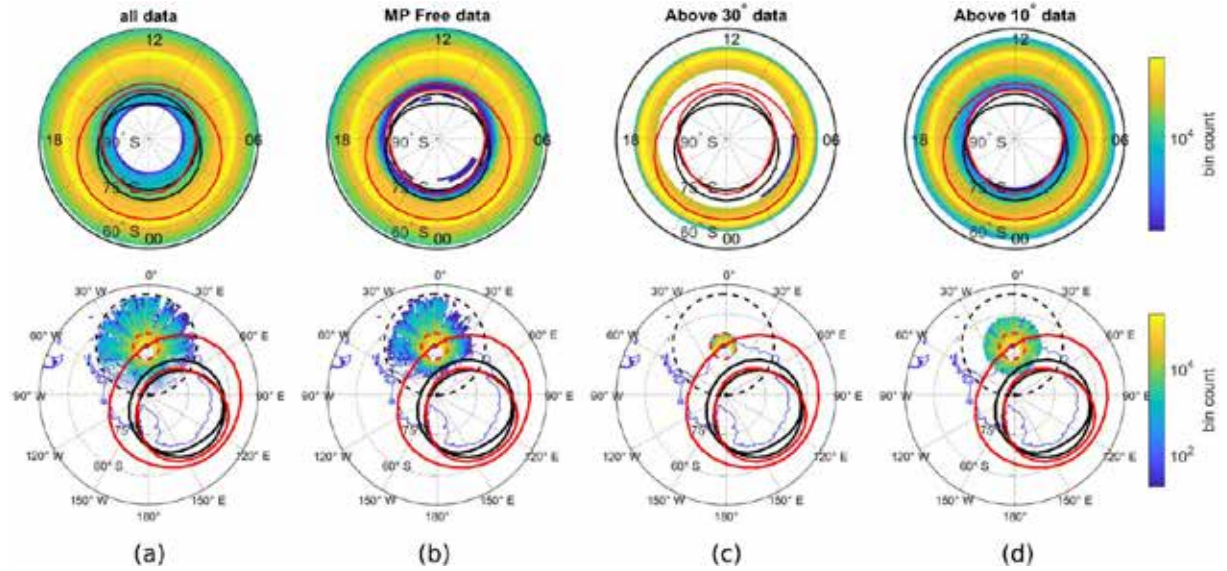 all data
MP Free data
Above 30° data
Above 10° data
12
18
06
90° S
75° S
60° S
00
12
18
06
90° S
75° S
60° S
00
12
18
06
90° S
75° S
60° S
00
12
18
06
90° S
75° S
60° S
00
10⁴
bin count
0°
30° W
30° E
60° W
60° E
90° W
90° E
120° W
120° E
150° W
150° E
180°
75° S
60° S
0°
30° W
30° E
60° W
60° E
90° W
90° E
120° W
120° E
150° W
150° E
180°
75° S
60° S
0°
30° W
30° E
60° W
60° E
90° W
90° E
120° W
120° E
150° W
150° E
180°
75° S
60° S
0°
30° W
30° E
60° W
60° E
90° W
90° E
120° W
120° E
150° W
150° E
180°
75° S
60° S
10⁴
10²
bin count
(a)
(b)
(c)
(d)